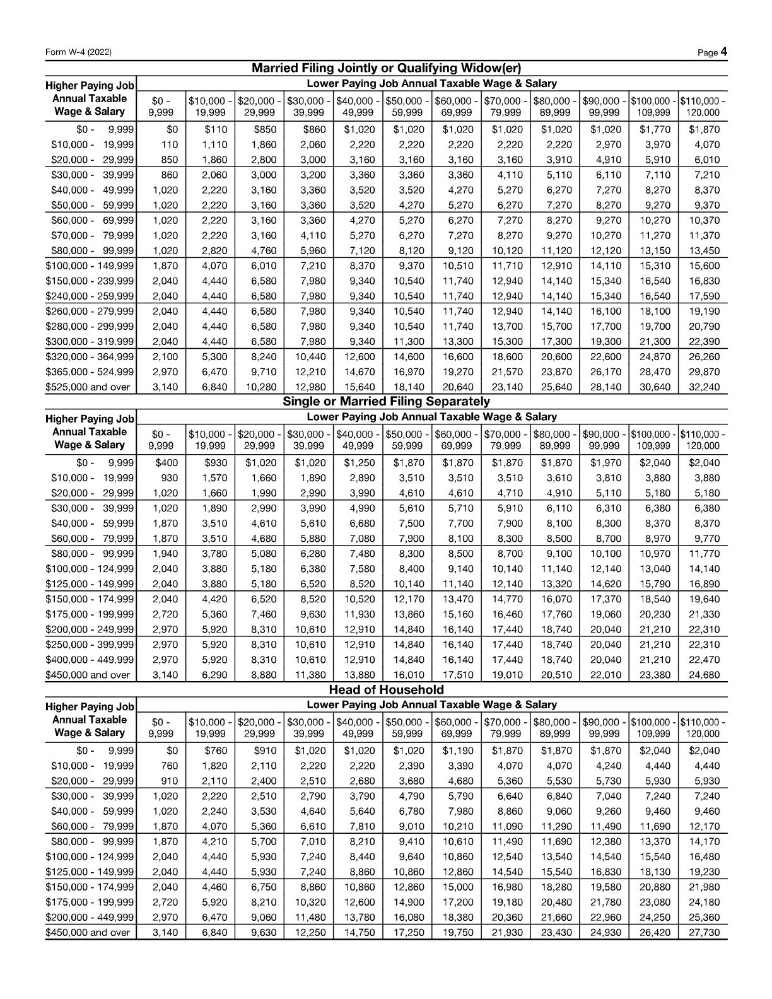 Form W-4 (2022) Page 4
Married Filing Jointly or Qualifying Widow(er)
Higher Paying Job Annual Taxable Wage & Salary
Lower Paying Job Annual Taxable Wage & Salary
$0 - 9,999 $10,000 - 19,999 $20,000 - 29,999 $30,000 - 39,999 $40,000 - 49,999 $50,000 - 59,999 $60,000 - 69,999 $70,000 - 79,999 $80,000 - 89,999 $90,000 - 99,999 $100,000 - 109,999 $110,000 - 120,000
$0 - 9,999 $0 $110 $850 $860 $1,020 $1,020 $1,020 $1,020 $1,020 $1,020 $1,770 $1,870
$10,000 - 19,999 110 1,110 1,860 2,060 2,220 2,220 2,220 2,220 2,220 2,970 3,970 4,070
$20,000 - 29,999 850 1,860 2,800 3,000 3,160 3,160 3,160 3,160 3,910 4,910 5,910 6,010
$30,000 - 39,999 860 2,060 3,000 3,200 3,360 3,360 3,360 4,110 5,110 6,110 7,110 7,210
$40,000 - 49,999 1,020 2,220 3,160 3,360 3,520 3,520 4,270 5,270 6,270 7,270 8,270 8,370
$50,000 - 59,999 1,020 2,220 3,160 3,360 3,520 4,270 5,270 6,270 7,270 8,270 9,270 9,370
$60,000 - 69,999 1,020 2,220 3,160 3,360 4,270 5,270 6,270 7,270 8,270 9,270 10,270 10,370
$70,000 - 79,999 1,020 2,220 3,160 4,110 5,270 6,270 7,270 8,270 9,270 10,270 11,270 11,370
$80,000 - 99,999 1,020 2,820 4,760 5,960 7,120 8,120 9,120 10,120 11,120 12,120 13,150 13,450
$100,000 - 149,999 1,870 4,070 6,010 7,210 8,370 9,370 10,510 11,710 12,910 14,110 15,310 15,600
$150,000 - 239,999 2,040 4,440 6,580 7,980 9,340 10,540 11,740 12,940 14,140 15,340 16,540 16,830
$240,000 - 259,999 2,040 4,440 6,580 7,980 9,340 10,540 11,740 12,940 14,140 15,340 16,540 17,590
$260,000 - 279,999 2,040 4,440 6,580 7,980 9,340 10,540 11,740 12,940 14,140 16,100 18,100 19,190
$280,000 - 299,999 2,040 4,440 6,580 7,980 9,340 10,540 11,740 13,700 15,700 17,700 19,700 20,790
$300,000 - 319,999 2,040 4,440 6,580 7,980 9,340 11,300 13,300 15,300 17,300 19,300 21,300 22,390
$320,000 - 364,999 2,100 5,300 8,240 10,440 12,600 14,600 16,600 18,600 20,600 22,600 24,870 26,260
$365,000 - 524,999 2,970 6,470 9,710 12,210 14,670 16,970 19,270 21,570 23,870 26,170 28,470 29,870
$525,000 and over 3,140 6,840 10,280 12,980 15,640 18,140 20,640 23,140 25,640 28,140 30,640 32,240
Single or Married Filing Separately
Higher Paying Job Annual Taxable Wage & Salary
Lower Paying Job Annual Taxable Wage & Salary
$0 - 9,999 $10,000 - 19,999 $20,000 - 29,999 $30,000 - 39,999 $40,000 - 49,999 $50,000 - 59,999 $60,000 - 69,999 $70,000 - 79,999 $80,000 - 89,999 $90,000 - 99,999 $100,000 - 109,999 $110,000 - 120,000
$0 - 9,999 $400 $930 $1,020 $1,020 $1,250 $1,870 $1,870 $1,870 $1,870 $1,970 $2,040 $2,040
$10,000 - 19,999 930 1,570 1,660 1,890 2,890 3,510 3,510 3,510 3,610 3,810 3,880 3,880
$20,000 - 29,999 1,020 1,660 1,990 2,990 3,990 4,610 4,610 4,710 4,910 5,110 5,180 5,180
$30,000 - 39,999 1,020 1,890 2,990 3,990 4,990 5,610 5,710 5,910 6,110 6,310 6,380 6,380
$40,000 - 59,999 1,870 3,510 4,610 5,610 6,680 7,500 7,700 7,900 8,100 8,300 8,370 8,370
$60,000 - 79,999 1,870 3,510 4,680 5,880 7,080 7,900 8,100 8,300 8,500 8,700 8,970 9,770
$80,000 - 99,999 1,940 3,780 5,080 6,280 7,480 8,300 8,500 8,700 9,100 10,100 10,970 11,770
$100,000 - 124,999 2,040 3,880 5,180 6,380 7,580 8,400 9,140 10,140 11,140 12,140 13,040 14,140
$125,000 - 149,999 2,040 3,880 5,180 6,520 8,520 10,140 11,140 12,140 13,320 14,620 15,790 16,890
$150,000 - 174,999 2,040 4,420 6,520 8,520 10,520 12,170 13,470 14,770 16,070 17,370 18,540 19,640
$175,000 - 199,999 2,720 5,360 7,460 9,630 11,930 13,860 15,160 16,460 17,760 19,060 20,230 21,330
$200,000 - 249,999 2,970 5,920 8,310 10,610 12,910 14,840 16,140 17,440 18,740 20,040 21,210 22,310
$250,000 - 399,999 2,970 5,920 8,310 10,610 12,910 14,840 16,140 17,440 18,740 20,040 21,210 22,310
$400,000 - 449,999 2,970 5,920 8,310 10,610 12,910 14,840 16,140 17,440 18,740 20,040 21,210 22,470
$450,000 and over 3,140 6,290 8,880 11,380 13,880 16,010 17,510 19,010 20,510 22,010 23,380 24,680
Head of Household
Higher Paying Job Annual Taxable Wage & Salary
Lower Paying Job Annual Taxable Wage & Salary
$0 - 9,999 $10,000 - 19,999 $20,000 - 29,999 $30,000 - 39,999 $40,000 - 49,999 $50,000 - 59,999 $60,000 - 69,999 $70,000 - 79,999 $80,000 - 89,999 $90,000 - 99,999 $100,000 - 109,999 $110,000 - 120,000
$0 - 9,999 $0 $760 $910 $1,020 $1,020 $1,020 $1,190 $1,870 $1,870 $1,870 $2,040 $2,040
$10,000 - 19,999 760 1,820 2,110 2,220 2,220 2,390 3,390 4,070 4,070 4,240 4,440 4,440
$20,000 - 29,999 910 2,110 2,400 2,510 2,680 3,680 4,680 5,360 5,530 5,730 5,930 5,930
$30,000 - 39,999 1,020 2,220 2,510 2,790 3,790 4,790 5,790 6,640 6,840 7,040 7,240 7,240
$40,000 - 59,999 1,020 2,240 3,530 4,640 5,640 6,780 7,980 8,860 9,060 9,260 9,460 9,460
$60,000 - 79,999 1,870 4,070 5,360 6,610 7,810 9,010 10,210 11,090 11,290 11,490 11,690 12,170
$80,000 - 99,999 1,870 4,210 5,700 7,010 8,210 9,410 10,610 11,490 11,690 12,380 13,370 14,170
$100,000 - 124,999 2,040 4,440 5,930 7,240 8,440 9,640 10,860 12,540 13,540 14,540 15,540 16,480
$125,000 - 149,999 2,040 4,440 5,930 7,240 8,860 10,860 12,860 14,540 15,540 16,830 18,130 19,230
$150,000 - 174,999 2,040 4,460 6,750 8,860 10,860 12,860 15,000 16,980 18,280 19,580 20,880 21,980
$175,000 - 199,999 2,720 5,920 8,210 10,320 12,600 14,900 17,200 19,180 20,480 21,780 23,080 24,180
$200,000 - 449,999 2,970 6,470 9,060 11,480 13,780 16,080 18,380 20,360 21,660 22,960 24,250 25,360
$450,000 and over 3,140 6,840 9,630 12,250 14,750 17,250 19,750 21,930 23,430 24,930 26,420 27,730